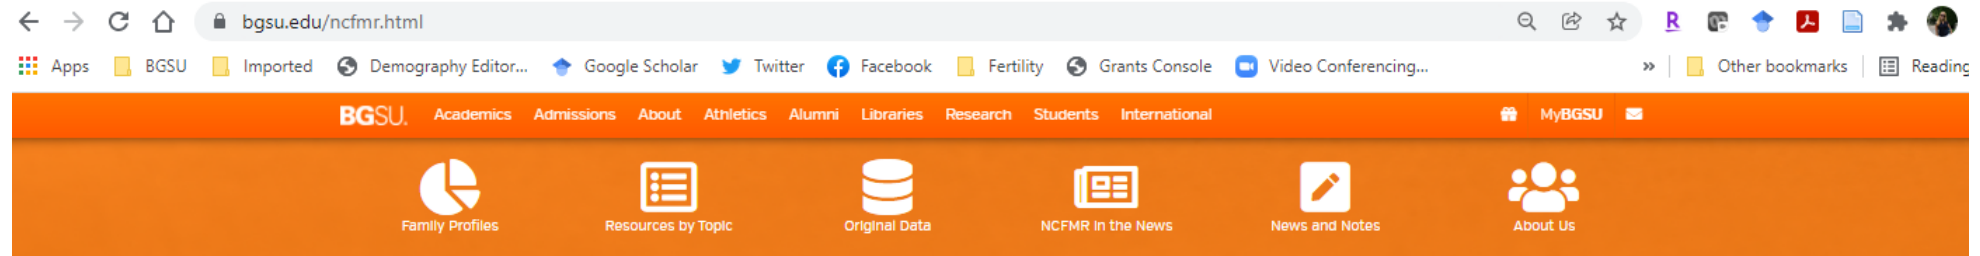 bgsu.edu/ncfmr.html
Apps BGSU Imported Demography Editor... Google Scholar Twitter Facebook Fertility Grants Console Video Conferencing... » Other bookmarks Reading
BGSU. Academics Admissions About Athletics Alumni Libraries Research Students International MyBGSU
Family Profiles Resources by Topic Original Data NCFMR in the News News and Notes About Us